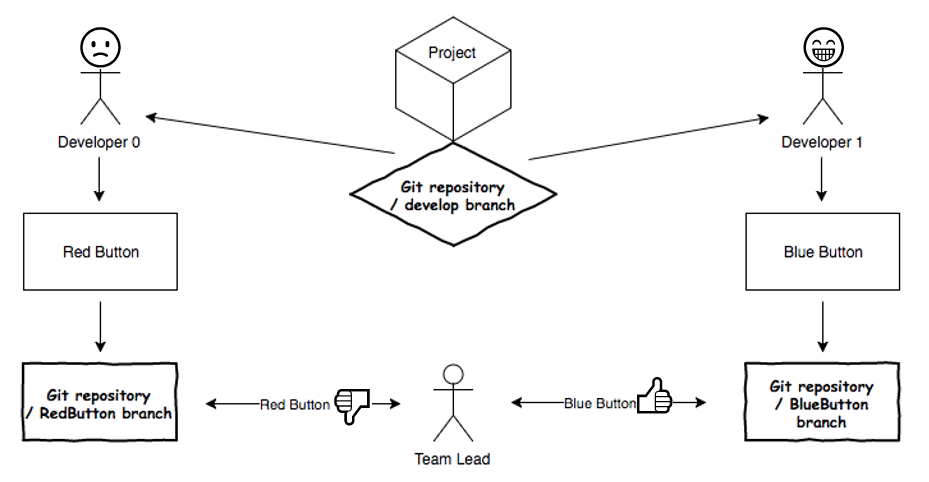 Project
Developer 0
Developer 1
Git repository
/ develop branch
Red Button
Blue Button
Git repository
/ RedButton branch
Red Button
Blue Button
Git repository
/ BlueButton
branch
Team Lead